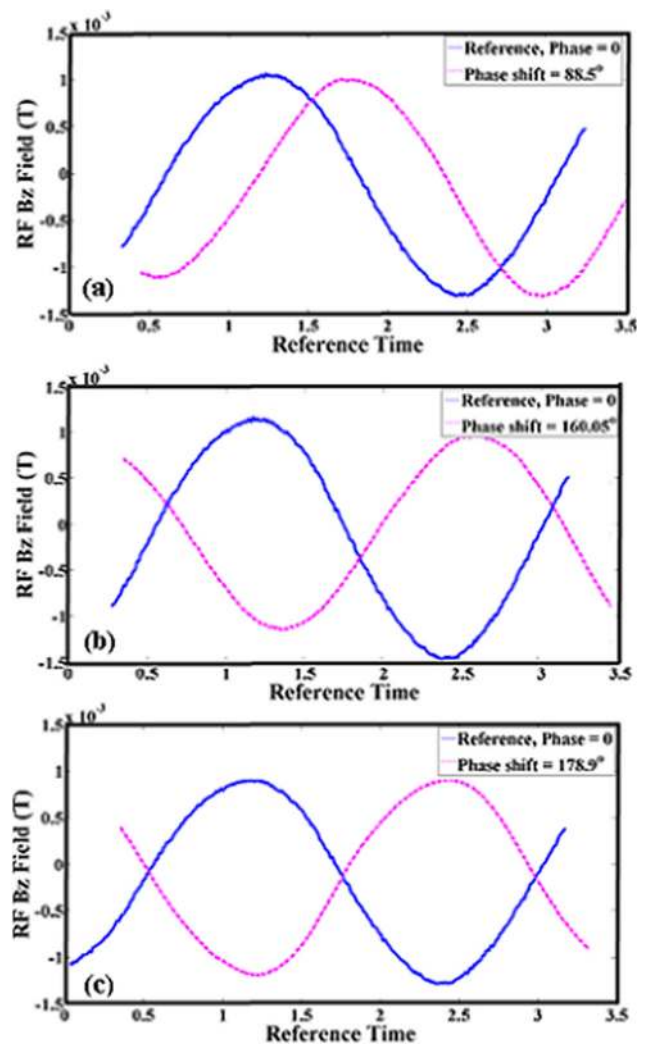 1.5 x 10⁻³
Reference, Phase = 0
Phase shift = 88.5°
1
0.5
0
-0.5
-1
-1.5
RF Bz Field (T)
(a)
0 0.5 1 1.5 2 2.5 3 3.5
Reference Time
1.5 x 10⁻³
Reference, Phase = 0
Phase shift = 160.05°
1
0.5
0
-0.5
-1
-1.5
RF Bz Field (T)
(b)
0 0.5 1 1.5 2 2.5 3 3.5
Reference Time
1.5 x 10⁻³
Reference, Phase = 0
Phase shift = 178.9°
1
0.5
0
-0.5
-1
-1.5
RF Bz Field (T)
(c)
0 0.5 1 1.5 2 2.5 3 3.5
Reference Time